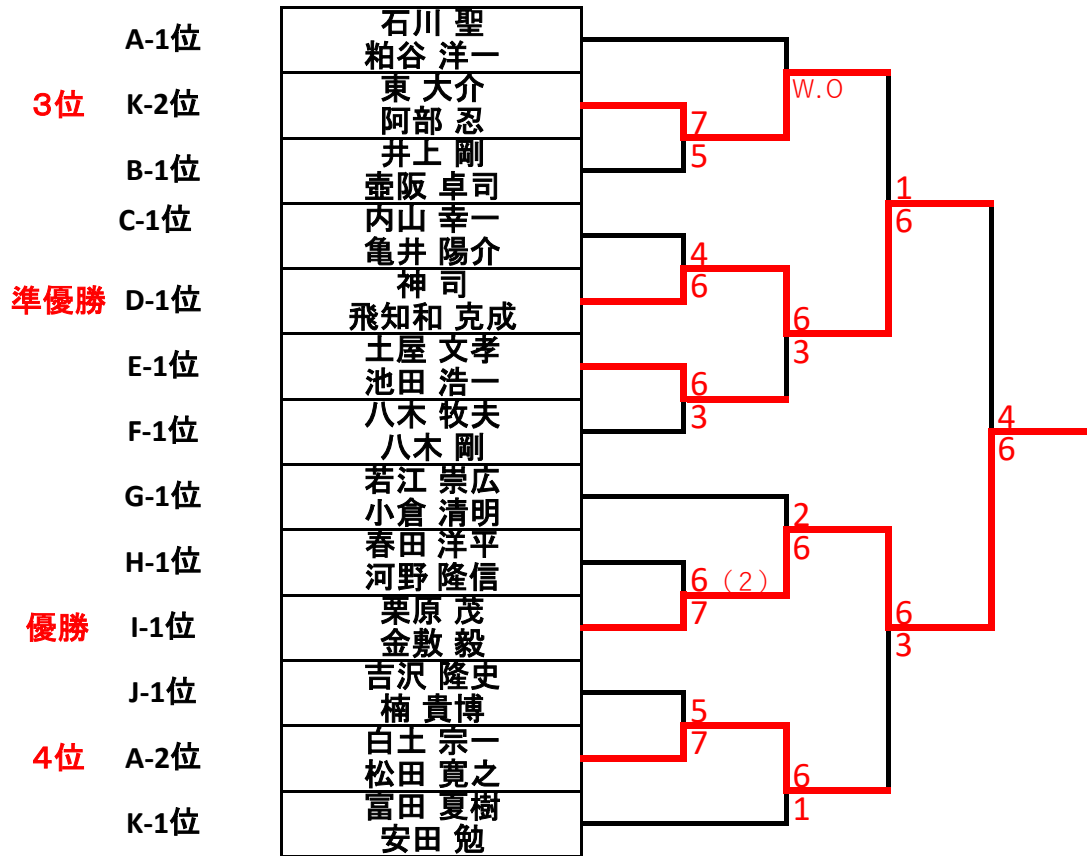 A-1位
石川 聖
粕谷 洋一
3位 K-2位
東 大介
阿部 忍
B-1位
井上 剛
壺阪 卓司
C-1位
内山 幸一
亀井 陽介
準優勝 D-1位
神 司
飛知和 克成
E-1位
土屋 文孝
池田 浩一
F-1位
八木 牧夫
八木 剛
G-1位
若江 崇広
小倉 清明
H-1位
春田 洋平
河野 隆信
優勝 I-1位
栗原 茂
金敷 毅
J-1位
吉沢 隆史
楠 貴博
4位 A-2位
白土 宗一
松田 寛之
K-1位
富田 夏樹
安田 勉
7
5
4
6
6
3
6 (2)
7
5
7
W.O
6
3
2
6
6
1
1
6
6
3
4
6